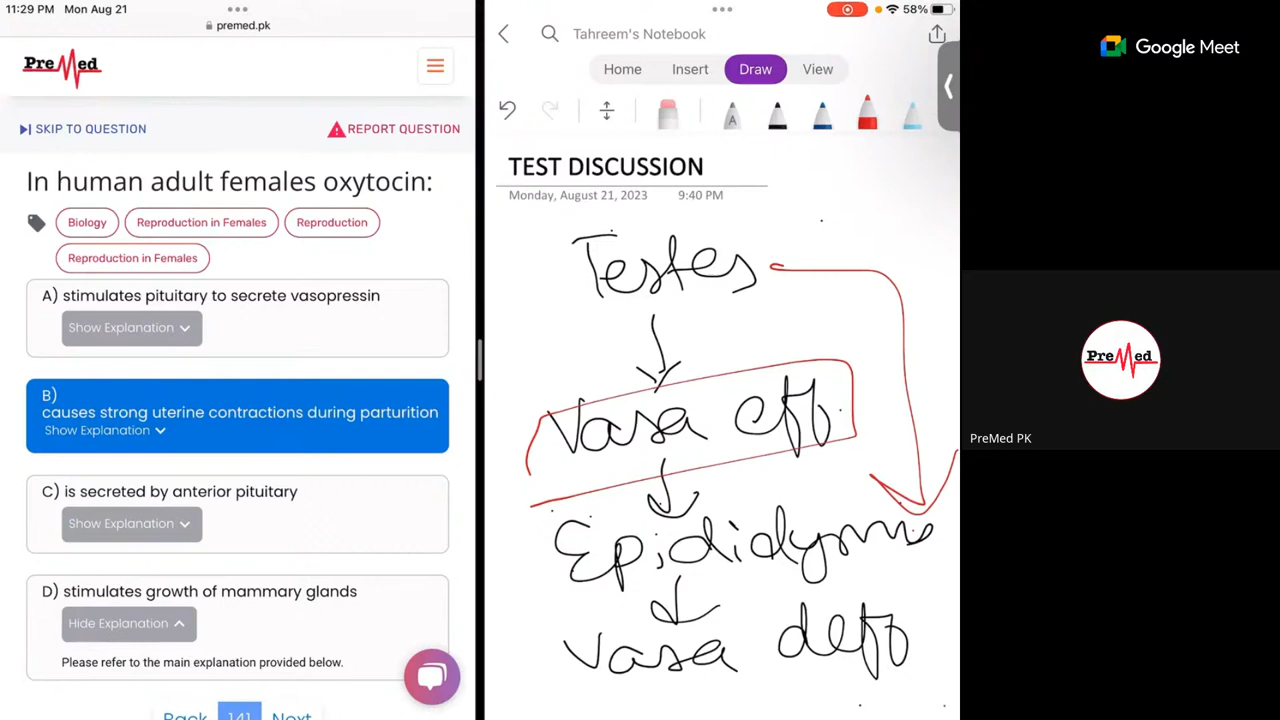 11:29 PM Mon Aug 21
premed.pk
PreMed
SKIP TO QUESTION
REPORT QUESTION
In human adult females oxytocin:
Biology
Reproduction in Females
Reproduction
Reproduction in Females
A) stimulates pituitary to secrete vasopressin
Show Explanation
B)
causes strong uterine contractions during parturition
Show Explanation
C) is secreted by anterior pituitary
Show Explanation
D) stimulates growth of mammary glands
Hide Explanation
Please refer to the main explanation provided below.
Back 141 Next
58%
Tahreem's Notebook
Home Insert Draw View
A
TEST DISCUSSION
Monday, August 21, 2023 9:40 PM
Testes
Vasa eff.
Epididymus
Vasa deff
Google Meet
PreMed
PreMed PK